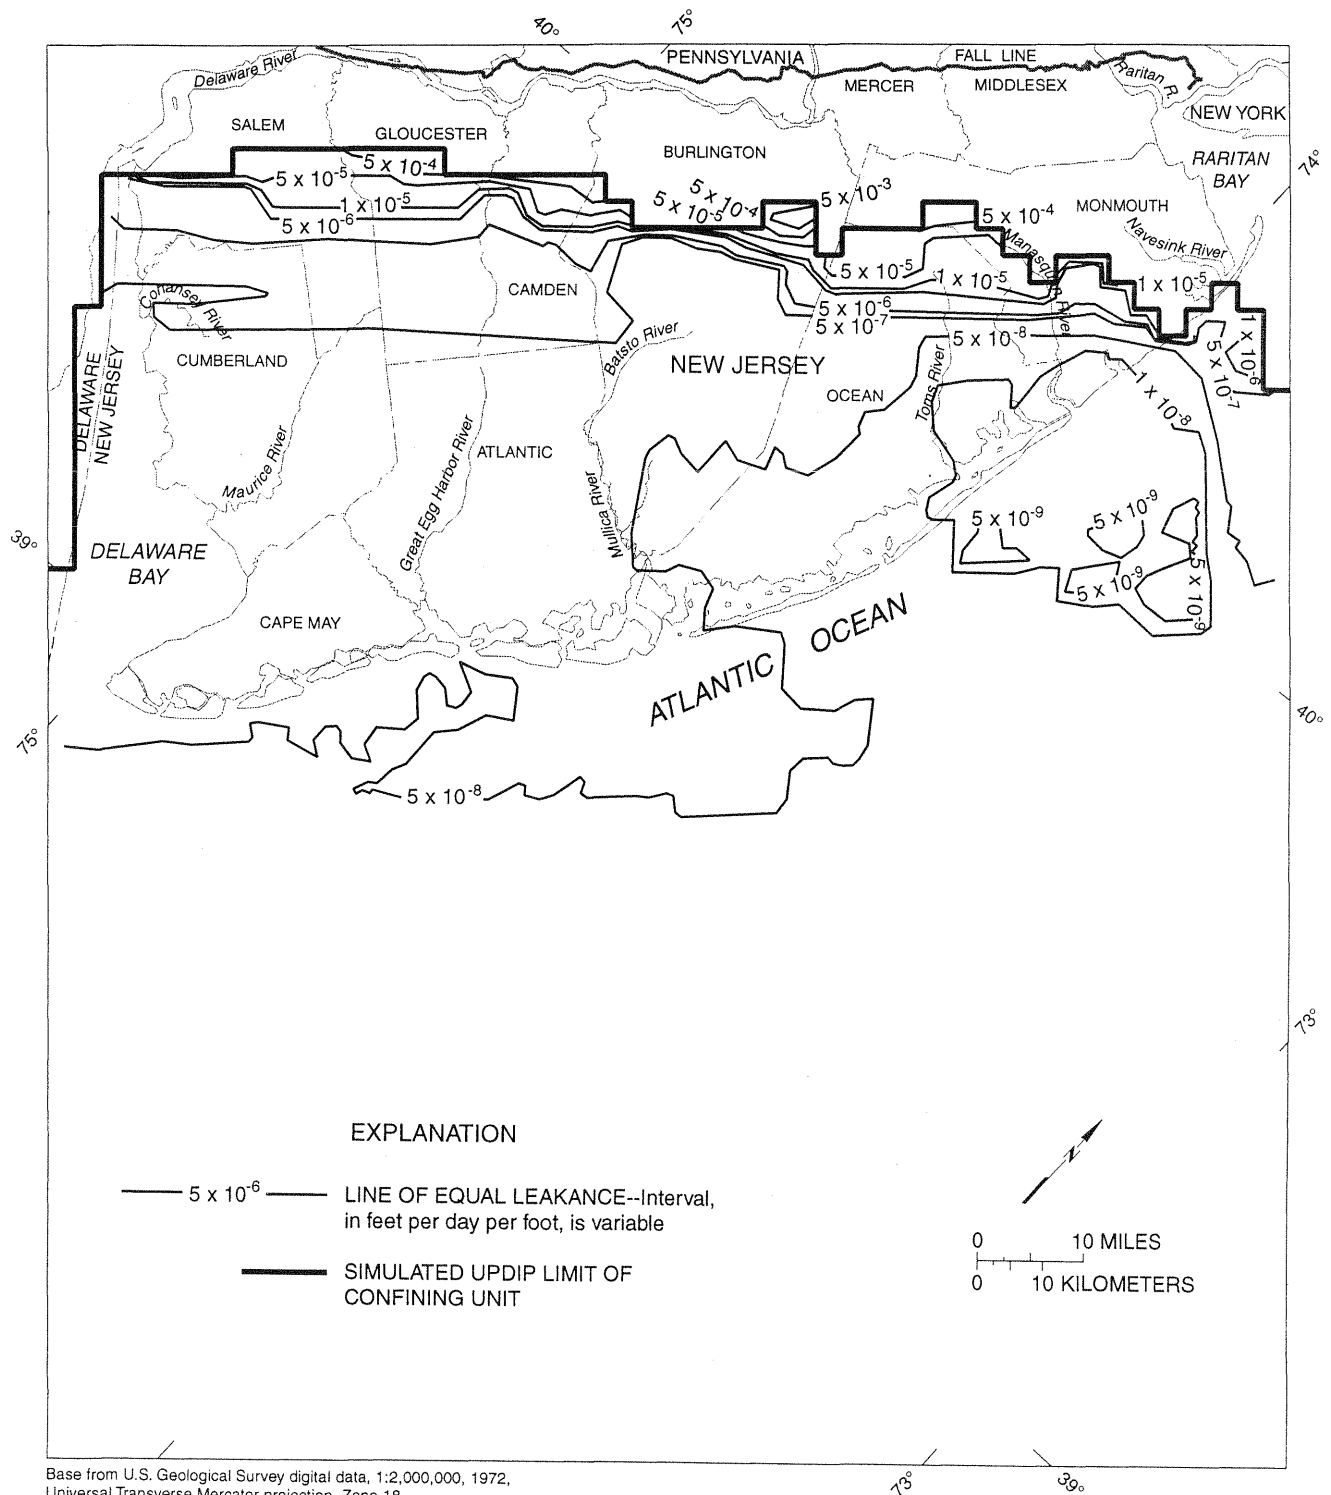 40°
75°
PENNSYLVANIA
FALL LINE
Delaware River
MERCER
MIDDLESEX
Raritan R.
NEW YORK
SALEM
GLOUCESTER
BURLINGTON
RARITAN
BAY
74°
5 x 10-4
5 x 10-5
5 x 10-3
5 x 10-4
5 x 10-5
1 x 10-5
5 x 10-6
5 x 10-4
MONMOUTH
Navesink River
Manasquan River
5 x 10-5
1 x 10-5
1 x 10-5
CAMDEN
Cohansey
River
5 x 10-6
5 x 10-7
5 x 10-8
1 x 10-6
5 x 10-7
Batsto River
CUMBERLAND
NEW JERSEY
DELAWARE
NEW JERSEY
OCEAN
Toms River
1 x 10-8
ATLANTIC
Maurice River
Great Egg Harbor River
Mullica River
39°
DELAWARE
BAY
5 x 10-9
5 x 10-9
5 x 10-9
5 x 10-9
CAPE MAY
ATLANTIC OCEAN
40°
75°
5 x 10-8
73°
EXPLANATION
5 x 10-6
LINE OF EQUAL LEAKANCE--Interval,
in feet per day per foot, is variable
SIMULATED UPDIP LIMIT OF
CONFINING UNIT
N
0 10 MILES
0 10 KILOMETERS
Base from U.S. Geological Survey digital data, 1:2,000,000, 1972,
Universal Transverse Mercator projection, Zone 18
73°
39°